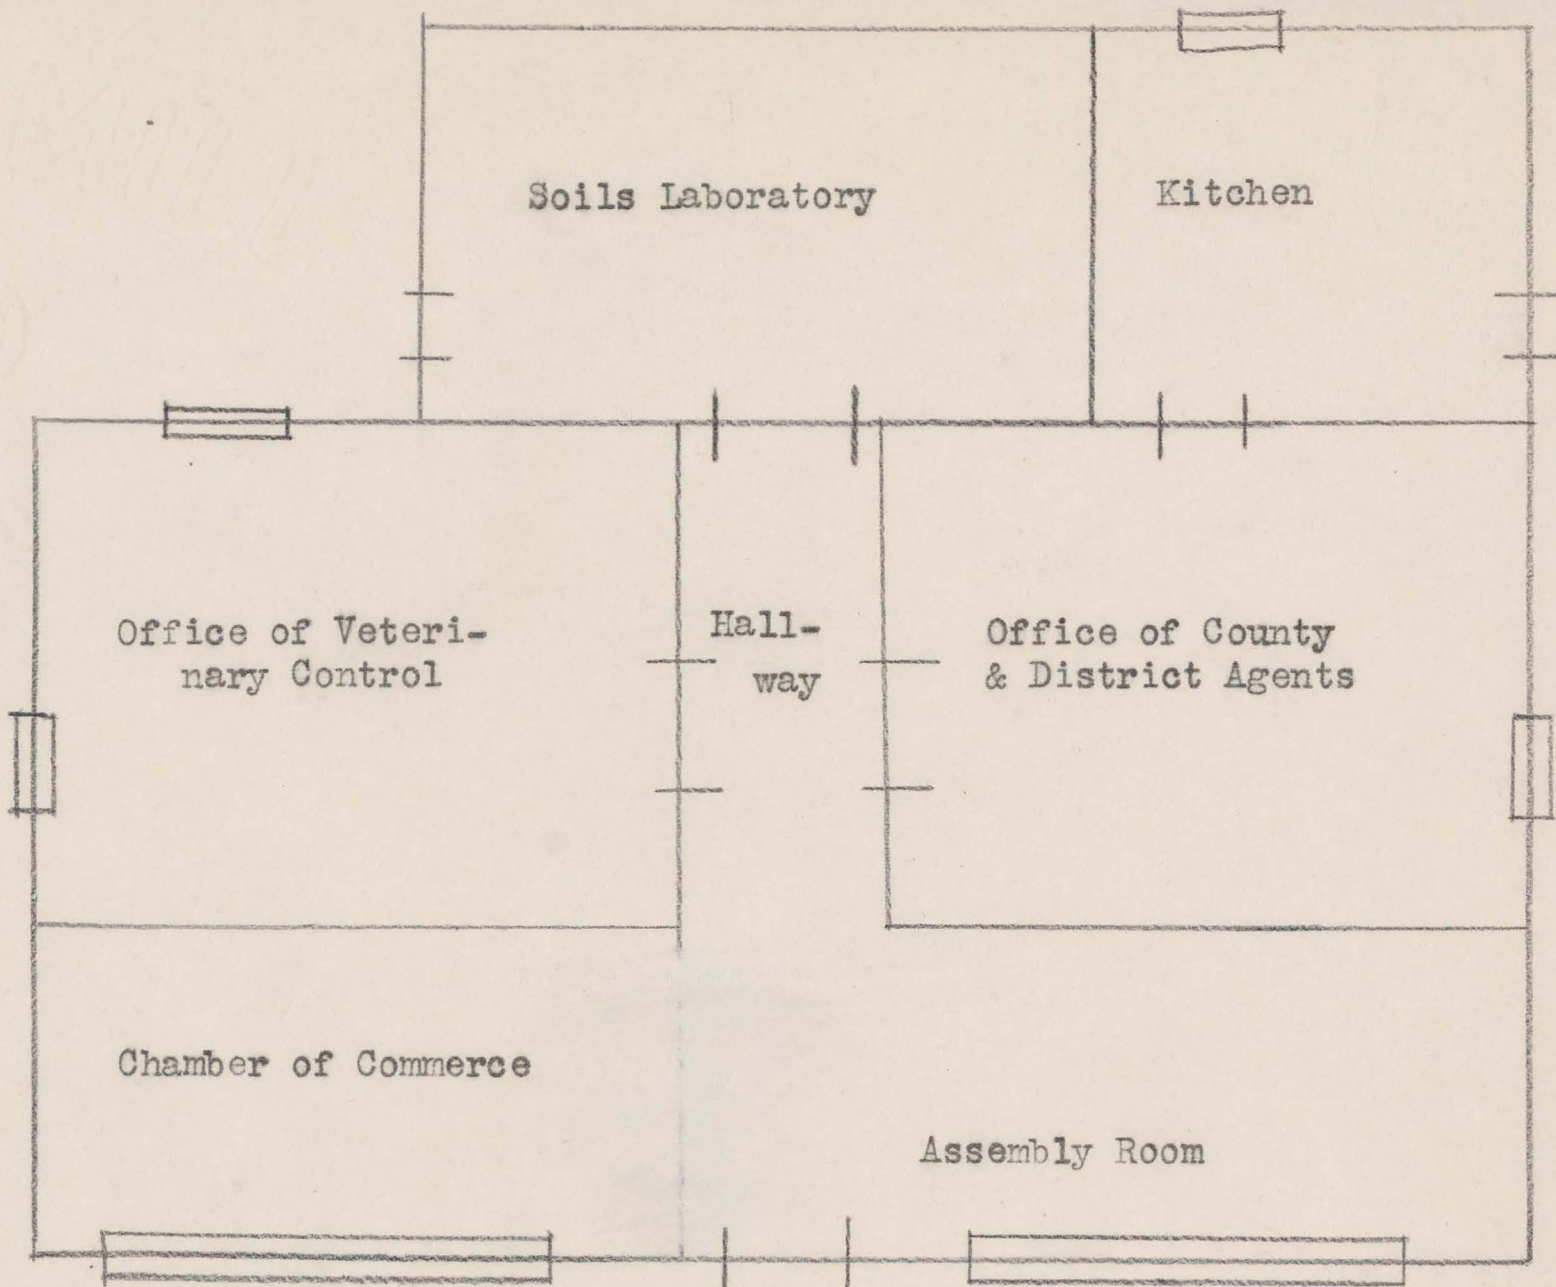 Soils Laboratory
Kitchen
Office of Veteri-
nary Control
Hall-
way
Office of County
& District Agents
Chamber of Commerce
Assembly Room